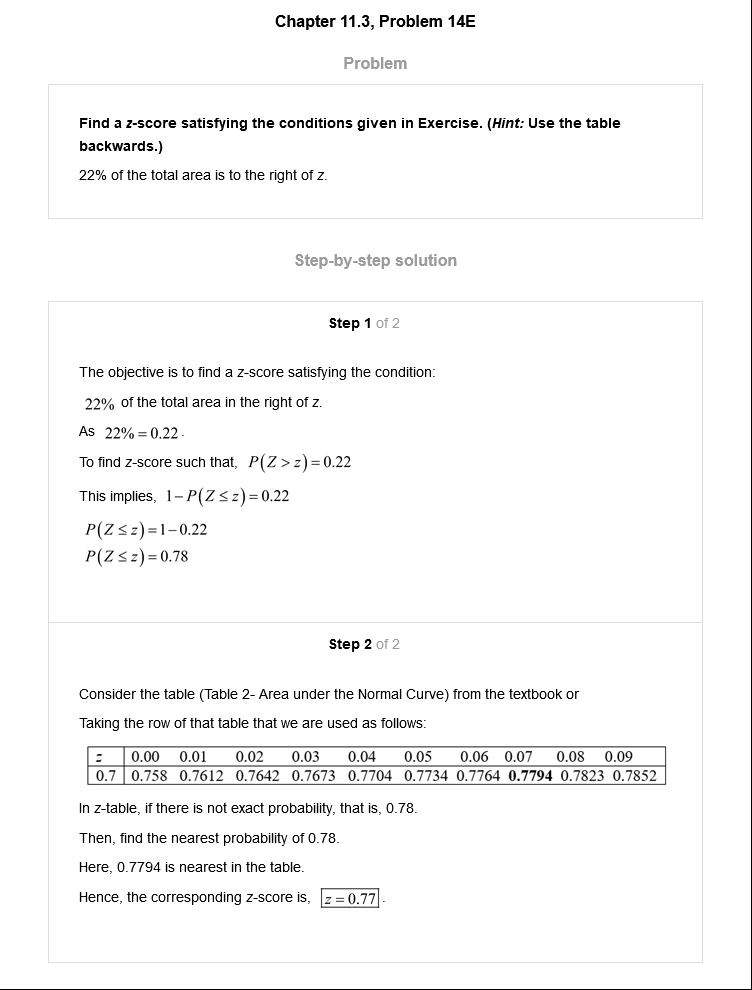 Chapter 11.3, Problem 14E
Problem
Find a z-score satisfying the conditions given in Exercise. (Hint: Use the table
backwards.)
22% of the total area is to the right of z.
Step-by-step solution
Step 1 of 2
The objective is to find a z-score satisfying the condition:
22% of the total area in the right of z.
As 22% = 0.22.
To find z-score such that, P(Z > z) = 0.22
This implies, 1 − P(Z ≤ z) = 0.22
P(Z ≤ z) = 1 − 0.22
P(Z ≤ z) = 0.78
Step 2 of 2
Consider the table (Table 2- Area under the Normal Curve) from the textbook or
Taking the row of that table that we are used as follows:
z 0.00 0.01 0.02 0.03 0.04 0.05 0.06 0.07 0.08 0.09
0.7 0.758 0.7612 0.7642 0.7673 0.7704 0.7734 0.7764 0.7794 0.7823 0.7852
In z-table, if there is not exact probability, that is, 0.78.
Then, find the nearest probability of 0.78.
Here, 0.7794 is nearest in the table.
Hence, the corresponding z-score is, z = 0.77.